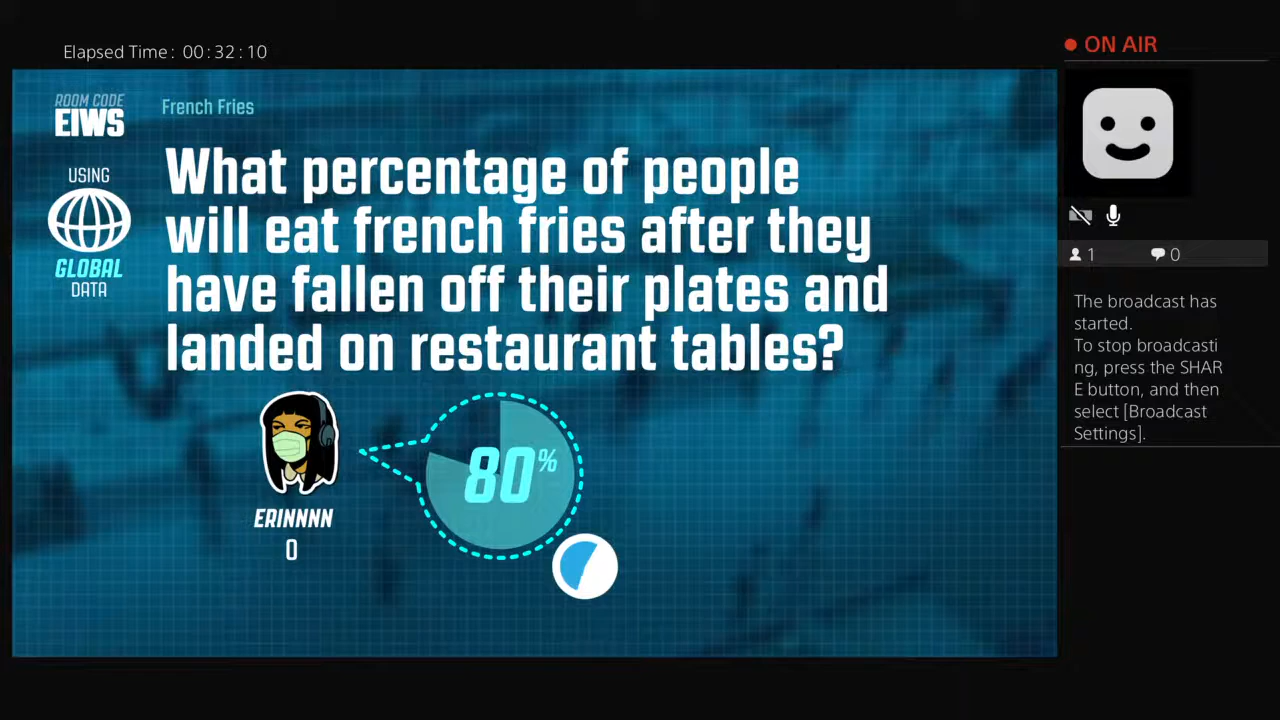 Elapsed Time: 00:32:10
ON AIR
ROOM CODE
EIWS
French Fries
USING
GLOBAL
DATA
What percentage of people
will eat french fries after they
have fallen off their plates and
landed on restaurant tables?
80%
ERINNNN
0
1
0
The broadcast has
started.
To stop broadcasti
ng, press the SHAR
E button, and then
select [Broadcast
Settings].